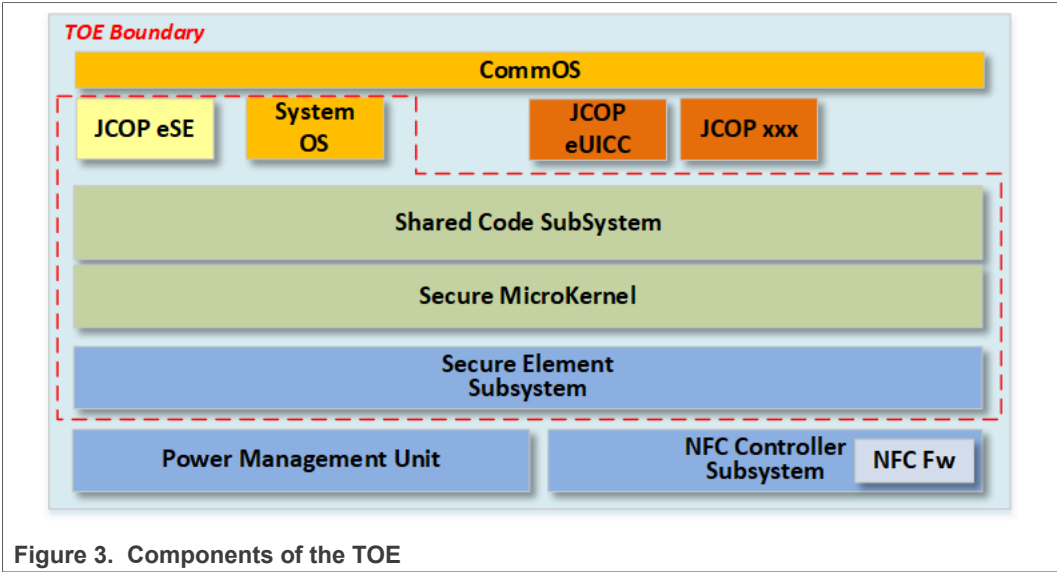 TOE Boundary
CommOS
JCOP eSE
System
OS
JCOP
eUICC
JCOP xxx
Shared Code SubSystem
Secure MicroKernel
Secure Element
Subsystem
Power Management Unit
NFC Controller
Subsystem
NFC Fw
Figure 3. Components of the TOE